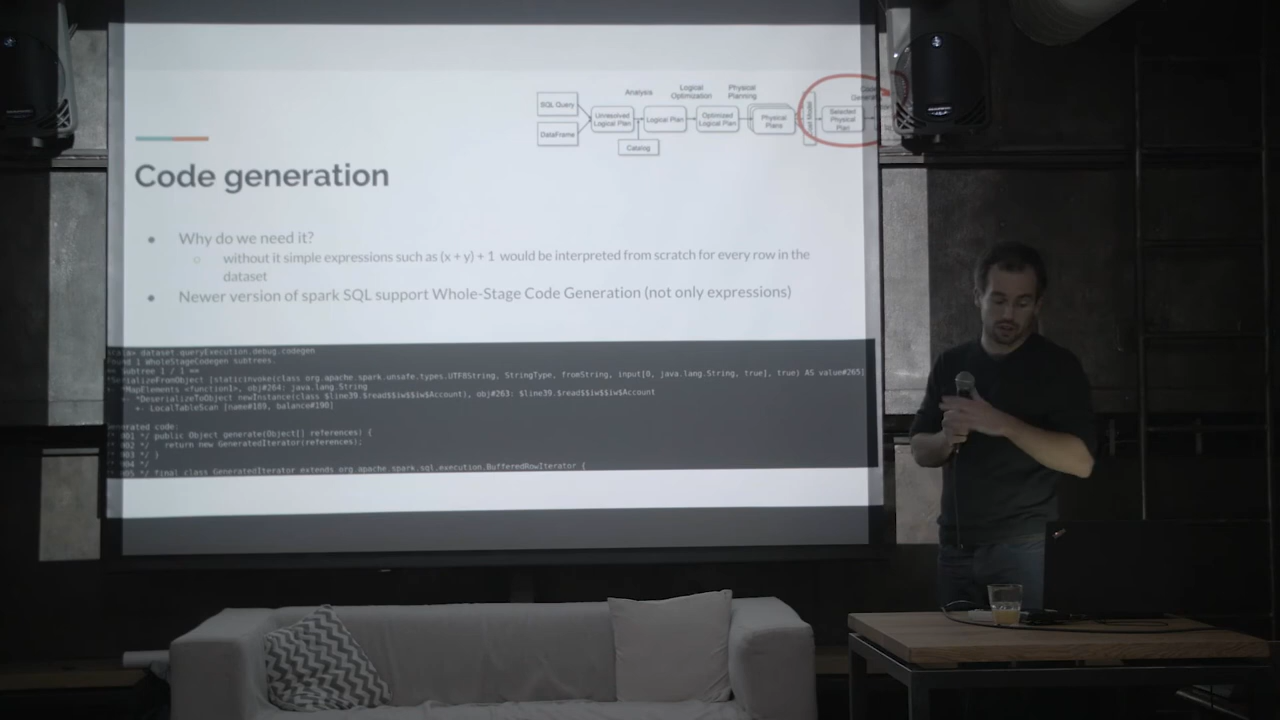 Analysis
Logical Optimization
Physical Planning
SQL Query
DataFrame
Unresolved Logical Plan
Logical Plan
Optimized Logical Plan
Physical Plans
Selected Physical Plan
Catalog
Code generation
Why do we need it?
without it simple expressions such as (x + y) + 1 would be interpreted from scratch for every row in the
dataset
Newer version of spark SQL support Whole-Stage Code Generation (not only expressions)
scala> dataset.queryExecution.debug.codegen
Found 1 WholeStageCodegen subtrees.
== Subtree 1 / 1 ==
*SerializeFromObject [staticinvoke(class org.apache.spark.unsafe.types.UTF8String, StringType, fromString, input[0, java.lang.String, true], true) AS value#265]
+- *MapElements <function1>, obj#264: java.lang.String
+- *DeserializeToObject newInstance(class $line39.$read$$iw$$iw$Account), obj#263: $line39.$read$$iw$$iw$Account
+- LocalTableScan [name#189, balance#190]
Generated code:
/* 001 */ public Object generate(Object[] references) {
/* 002 */ return new GeneratedIterator(references);
/* 003 */ }
/* 004 */
/* 005 */ final class GeneratedIterator extends org.apache.spark.sql.execution.BufferedRowIterator {